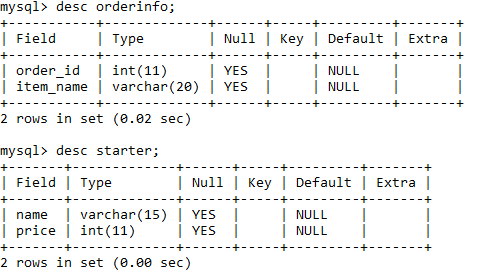 mysql> desc orderinfo;
+-----------+-------------+------+-----+---------+-------+
| Field | Type | Null | Key | Default | Extra |
+-----------+-------------+------+-----+---------+-------+
| order_id | int(11) | YES | | NULL | |
| item_name | varchar(20) | YES | | NULL | |
+-----------+-------------+------+-----+---------+-------+
2 rows in set (0.02 sec)
mysql> desc starter;
+-------+-------------+------+-----+---------+-------+
| Field | Type | Null | Key | Default | Extra |
+-------+-------------+------+-----+---------+-------+
| name | varchar(15) | YES | | NULL | |
| price | int(11) | YES | | NULL | |
+-------+-------------+------+-----+---------+-------+
2 rows in set (0.00 sec)